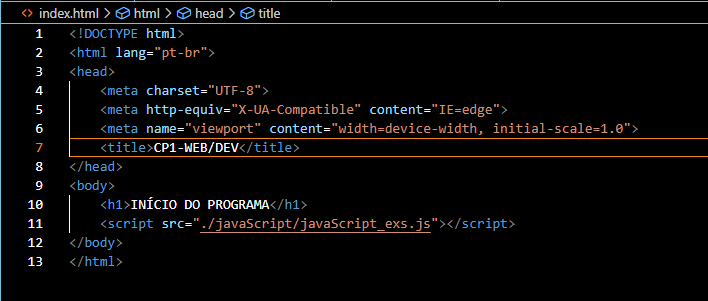 index.html > html > head > title
1 <!DOCTYPE html>
2 <html lang="pt-br">
3 <head>
4 <meta charset="UTF-8">
5 <meta http-equiv="X-UA-Compatible" content="IE=edge">
6 <meta name="viewport" content="width=device-width, initial-scale=1.0">
7 <title>CP1-WEB/DEV</title>
8 </head>
9 <body>
10 <h1>INÍCIO DO PROGRAMA</h1>
11 <script src="./javaScript/javaScript_exs.js"></script>
12 </body>
13 </html>